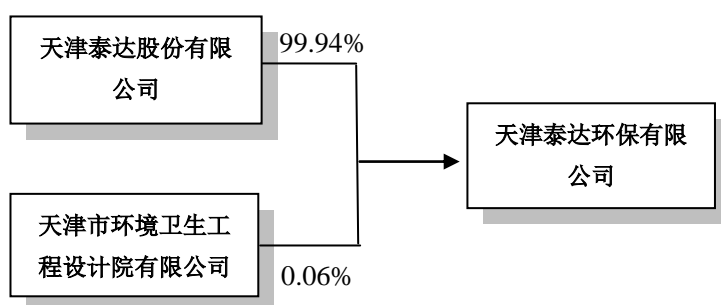 天津泰达股份有限
公司
99.94%
天津泰达环保有限
公司
天津市环境卫生工
程设计院有限公司
0.06%